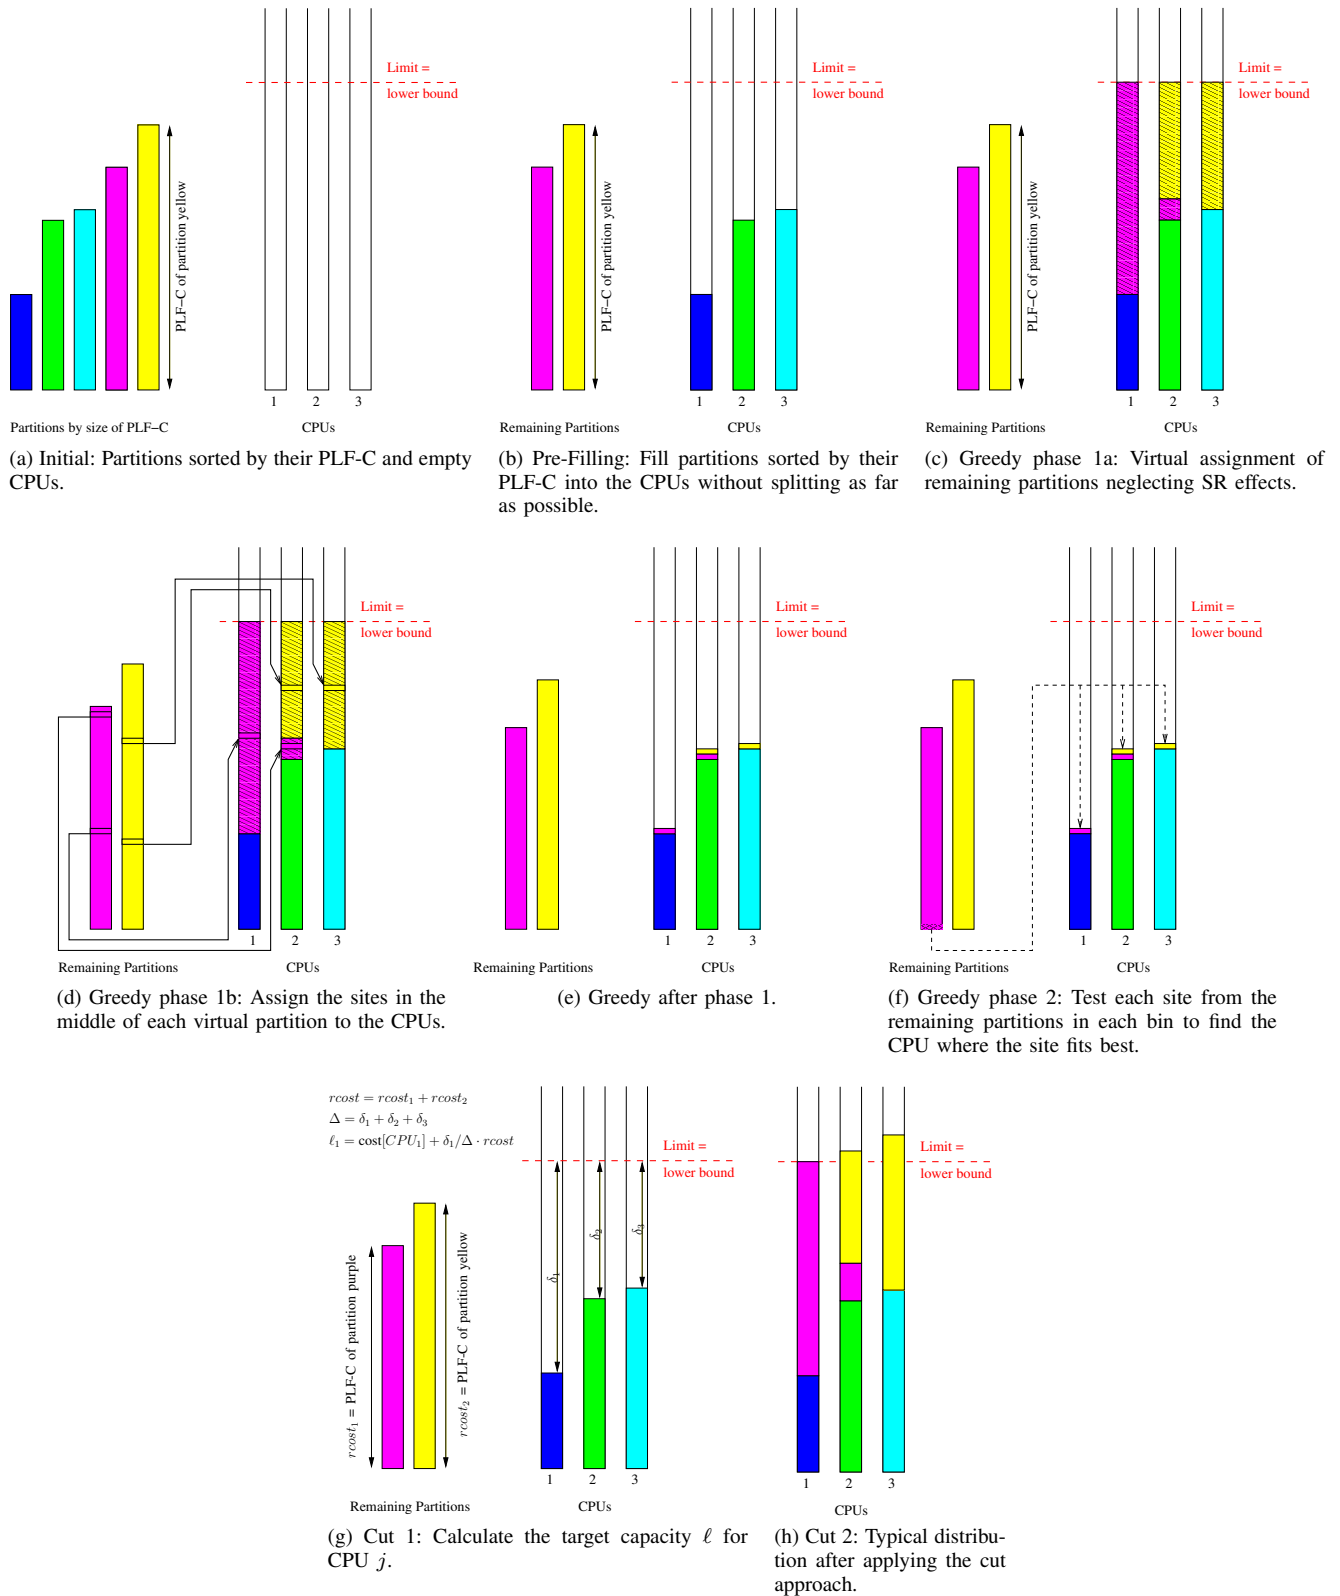 Limit =
lower bound
PLF–C of partition yellow
1 2 3
Partitions by size of PLF–C
CPUs
(a) Initial: Partitions sorted by their PLF-C and empty
CPUs.
Limit =
lower bound
PLF–C of partition yellow
1 2 3
Remaining Partitions
CPUs
(b) Pre-Filling: Fill partitions sorted by their
PLF-C into the CPUs without splitting as far
as possible.
Limit =
lower bound
PLF–C of partition yellow
1 2 3
Remaining Partitions
CPUs
(c) Greedy phase 1a: Virtual assignment of
remaining partitions neglecting SR effects.
Limit =
lower bound
1 2 3
Remaining Partitions
CPUs
(d) Greedy phase 1b: Assign the sites in the
middle of each virtual partition to the CPUs.
Limit =
lower bound
1 2 3
Remaining Partitions
CPUs
(e) Greedy after phase 1.
Limit =
lower bound
1 2 3
Remaining Partitions
CPUs
(f) Greedy phase 2: Test each site from the
remaining partitions in each bin to find the
CPU where the site fits best.
rcost = rcost₁ + rcost₂
Δ = δ₁ + δ₂ + δ₃
ℓ₁ = cost[CPU₁] + δ₁/Δ · rcost
Limit =
lower bound
rcost₁ = PLF-C of partition purple
rcost₂ = PLF-C of partition yellow
δ₁
δ₂
δ₃
1 2 3
Remaining Partitions
CPUs
(g) Cut 1: Calculate the target capacity ℓ for
CPU j.
Limit =
lower bound
1 2 3
CPUs
(h) Cut 2: Typical distribu-
tion after applying the cut
approach.